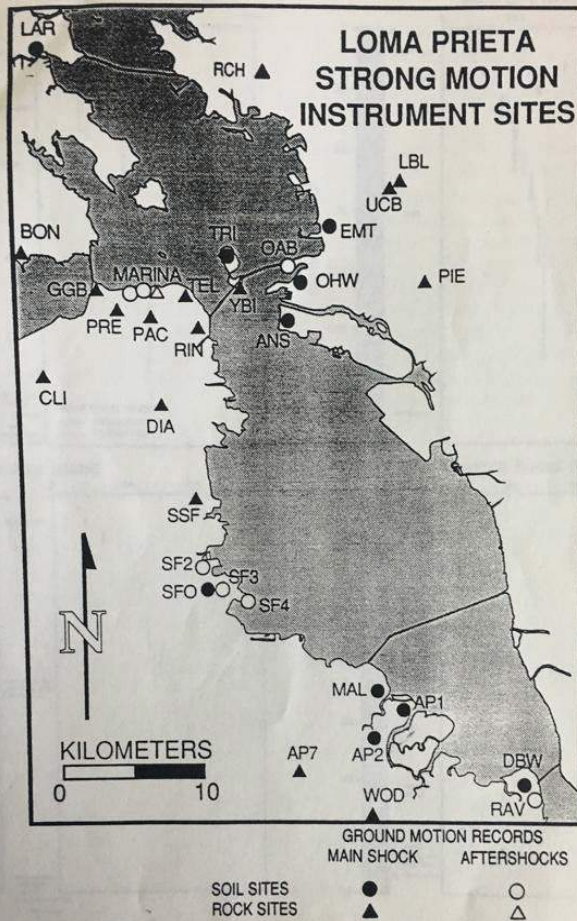 LAR
LOMA PRIETA
STRONG MOTION
INSTRUMENT SITES
RCH
LBL
UCB
EMT
BON
TRI
OAB
MARINA
TEL
OHW
PIE
GGB
YBI
PRE
PAC
RIN
ANS
CLI
DIA
SSF
SF2
SFO
SF3
SF4
N
MAL
AP1
KILOMETERS
AP7
AP2
DBW
0
10
WOD
RAV
GROUND MOTION RECORDS
MAIN SHOCK AFTERSHOCKS
SOIL SITES
ROCK SITES